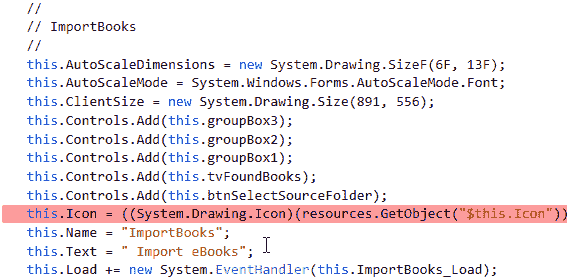 //
// ImportBooks
//
this.AutoScaleDimensions = new System.Drawing.SizeF(6F, 13F);
this.AutoScaleMode = System.Windows.Forms.AutoScaleMode.Font;
this.ClientSize = new System.Drawing.Size(891, 556);
this.Controls.Add(this.groupBox3);
this.Controls.Add(this.groupBox2);
this.Controls.Add(this.groupBox1);
this.Controls.Add(this.tvFoundBooks);
this.Controls.Add(this.btnSelectSourceFolder);
this.Icon = ((System.Drawing.Icon)(resources.GetObject("$this.Icon"))
this.Name = "ImportBooks";
this.Text = " Import eBooks";
this.Load += new System.EventHandler(this.ImportBooks_Load);